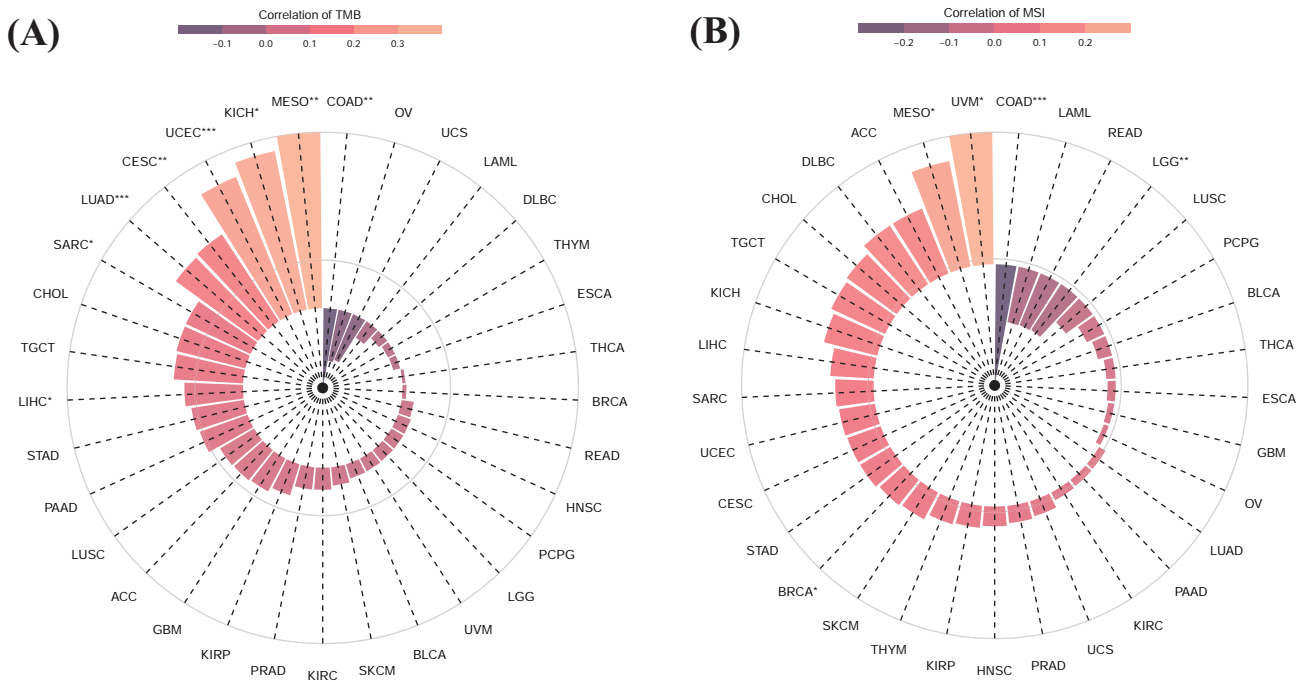 (A)
Correlation of TMB
−0.1 0.0 0.1 0.2 0.3
MESO** COAD**
KICH* OV
UCEC*** UCS
CESC** LAML
LUAD*** DLBC
SARC* THYM
CHOL ESCA
TGCT THCA
LIHC* BRCA
STAD READ
PAAD HNSC
LUSC PCPG
ACC LGG
GBM UVM
KIRP BLCA
PRAD SKCM
KIRC
(B)
Correlation of MSI
−0.2 −0.1 0.0 0.1 0.2
UVM* COAD***
MESO* LAML
ACC READ
DLBC LGG**
CHOL LUSC
TGCT PCPG
KICH BLCA
LIHC THCA
SARC ESCA
UCEC GBM
CESC OV
STAD LUAD
BRCA* PAAD
SKCM KIRC
THYM UCS
KIRP PRAD
HNSC